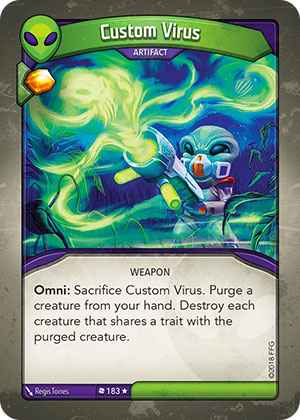 Custom Virus
ARTIFACT
WEAPON
Omni: Sacrifice Custom Virus. Purge a
creature from your hand. Destroy each
creature that shares a trait with the
purged creature.
©2018 FFG
Regis Torres
183